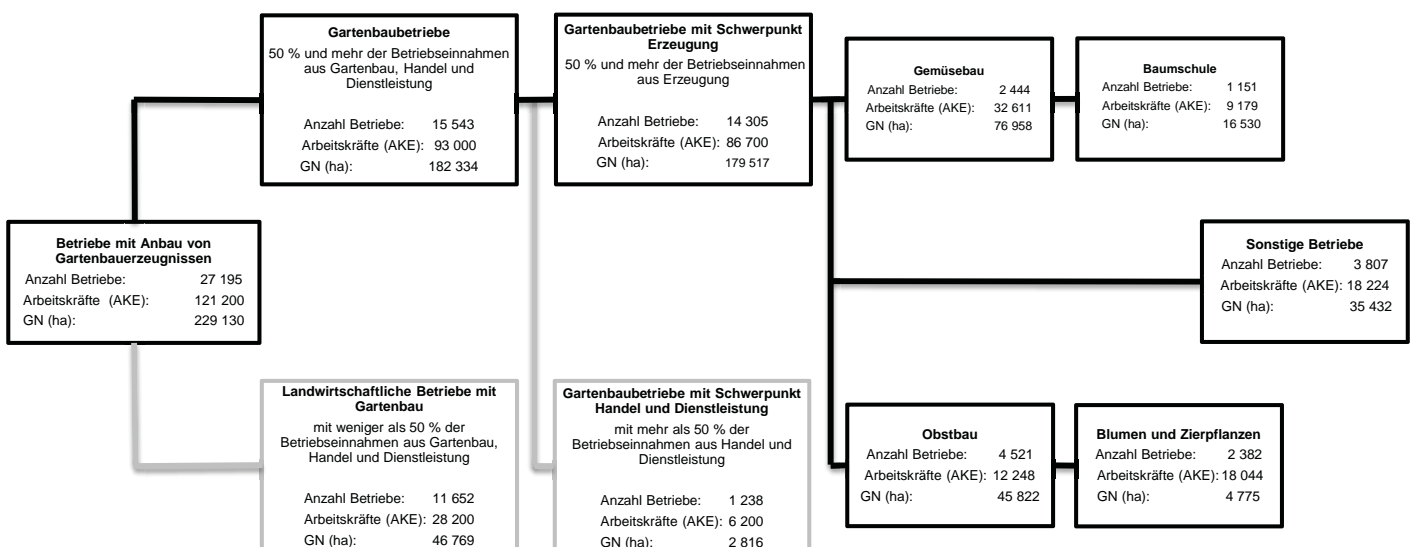 Gartenbaubetriebe
50 % und mehr der Betriebseinnahmen
aus Gartenbau, Handel und
Dienstleistung
Anzahl Betriebe: 15 543
Arbeitskräfte (AKE): 93 000
GN (ha): 182 334
Gartenbaubetriebe mit Schwerpunkt
Erzeugung
50 % und mehr der Betriebseinnahmen
aus Erzeugung
Anzahl Betriebe: 14 305
Arbeitskräfte (AKE): 86 700
GN (ha): 179 517
Gemüsebau
Anzahl Betriebe: 2 444
Arbeitskräfte (AKE): 32 611
GN (ha): 76 958
Baumschule
Anzahl Betriebe: 1 151
Arbeitskräfte (AKE): 9 179
GN (ha): 16 530
Betriebe mit Anbau von
Gartenbauerzeugnissen
Anzahl Betriebe: 27 195
Arbeitskräfte (AKE): 121 200
GN (ha): 229 130
Sonstige Betriebe
Anzahl Betriebe: 3 807
Arbeitskräfte (AKE): 18 224
GN (ha): 35 432
Landwirtschaftliche Betriebe mit
Gartenbau
mit weniger als 50 % der
Betriebseinnahmen aus Gartenbau,
Handel und Dienstleistung
Anzahl Betriebe: 11 652
Arbeitskräfte (AKE): 28 200
GN (ha): 46 769
Gartenbaubetriebe mit Schwerpunkt
Handel und Dienstleistung
mit mehr als 50 % der
Betriebseinnahmen aus Handel und
Dienstleistung
Anzahl Betriebe: 1 238
Arbeitskräfte (AKE): 6 200
GN (ha): 2 816
Obstbau
Anzahl Betriebe: 4 521
Arbeitskräfte (AKE): 12 248
GN (ha): 45 822
Blumen und Zierpflanzen
Anzahl Betriebe: 2 382
Arbeitskräfte (AKE): 18 044
GN (ha): 4 775